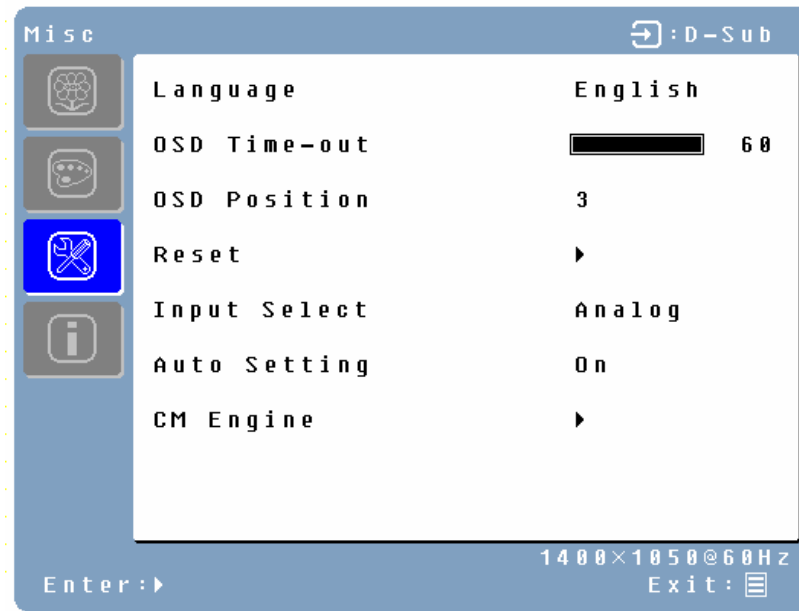 Misc :D-Sub
Language English
OSD Time-out 60
OSD Position 3
Reset
Input Select Analog
Auto Setting On
CM Engine
1400×1050@60Hz
Enter: Exit: